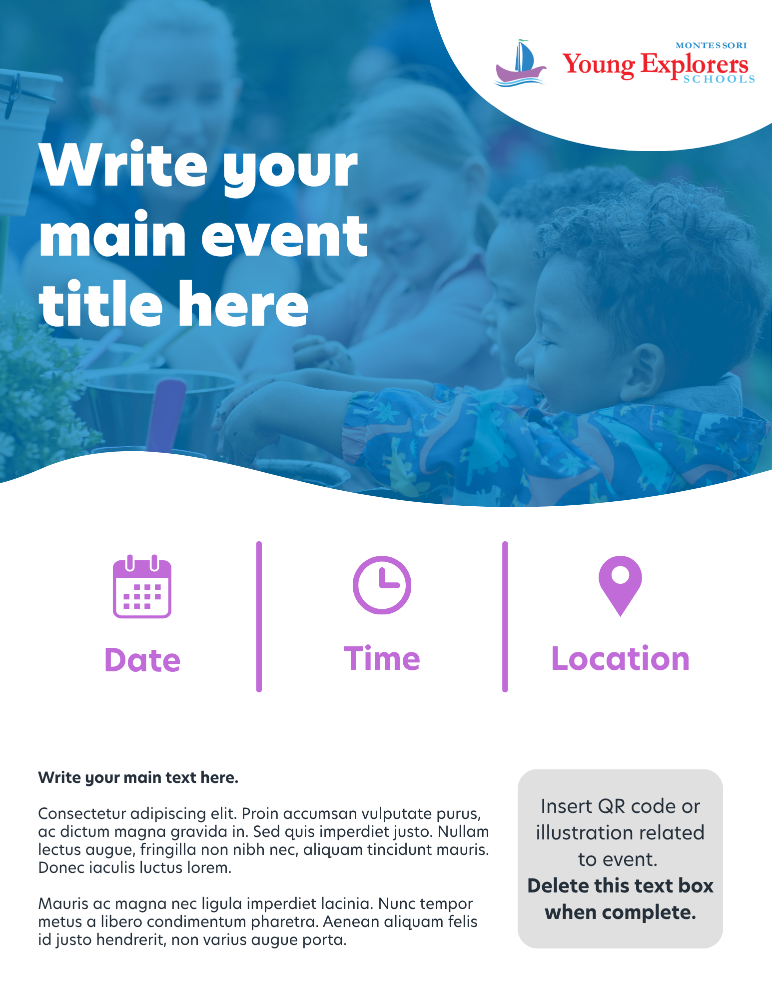 MONTESSORI
Young Explorers
SCHOOLS
Write your
main event
title here
Date
Time
Location
Write your main text here.
Consectetur adipiscing elit. Proin accumsan vulputate purus,
ac dictum magna gravida in. Sed quis imperdiet justo. Nullam
lectus augue, fringilla non nibh nec, aliquam tincidunt mauris.
Donec iaculis luctus lorem.
Mauris ac magna nec ligula imperdiet lacinia. Nunc tempor
metus a libero condimentum pharetra. Aenean aliquam felis
id justo hendrerit, non varius augue porta.
Insert QR code or
illustration related
to event.
Delete this text box
when complete.